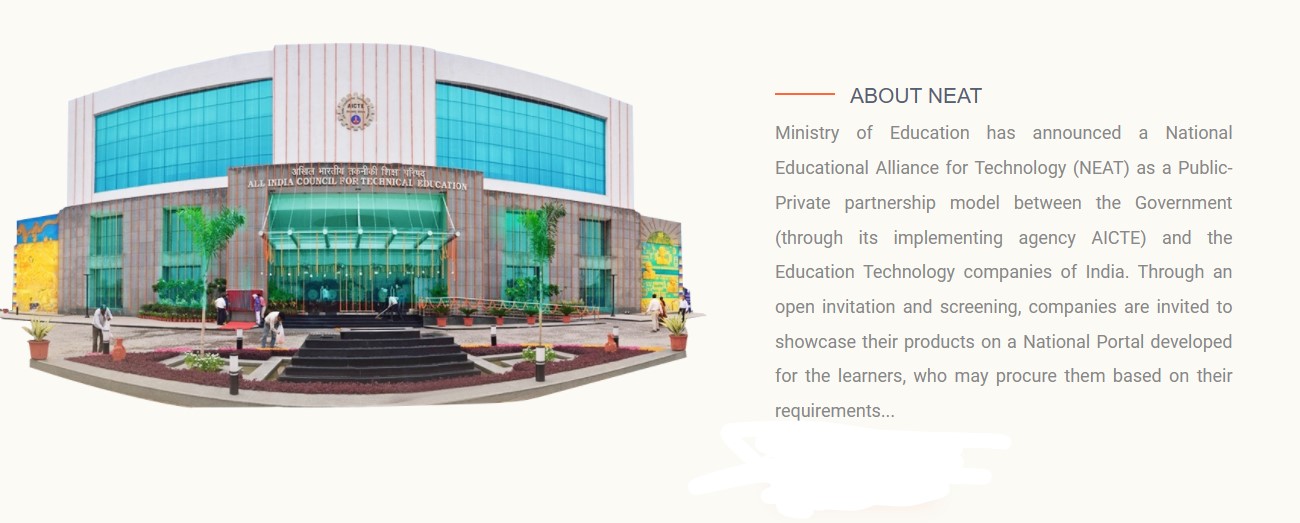 AICTE
अखिल भारतीय तकनीकी शिक्षा परिषद्
ALL INDIA COUNCIL FOR TECHNICAL EDUCATION
ABOUT NEAT
Ministry of Education has announced a National
Educational Alliance for Technology (NEAT) as a Public-
Private partnership model between the Government
(through its implementing agency AICTE) and the
Education Technology companies of India. Through an
open invitation and screening, companies are invited to
showcase their products on a National Portal developed
for the learners, who may procure them based on their
requirements...